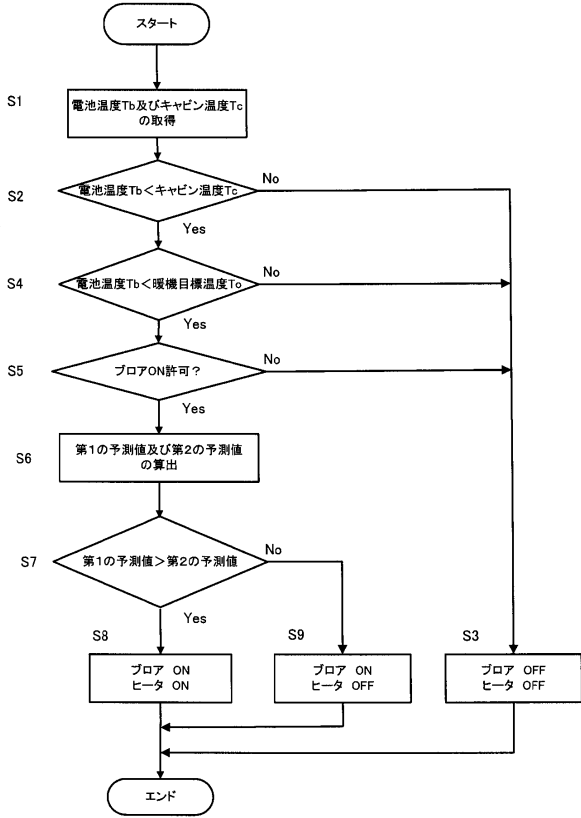 スタート
S1
電池温度Tb及びキャビン温度Tc
の取得
S2
電池温度Tb<キャビン温度Tc
No
Yes
S4
電池温度Tb<暖機目標温度To
No
Yes
S5
ブロアON許可?
No
Yes
S6
第1の予測値及び第2の予測値
の算出
S7
第1の予測値>第2の予測値
No
Yes
S8
S9
S3
ブロア ON
ヒータ ON
ブロア ON
ヒータ OFF
ブロア OFF
ヒータ OFF
エンド